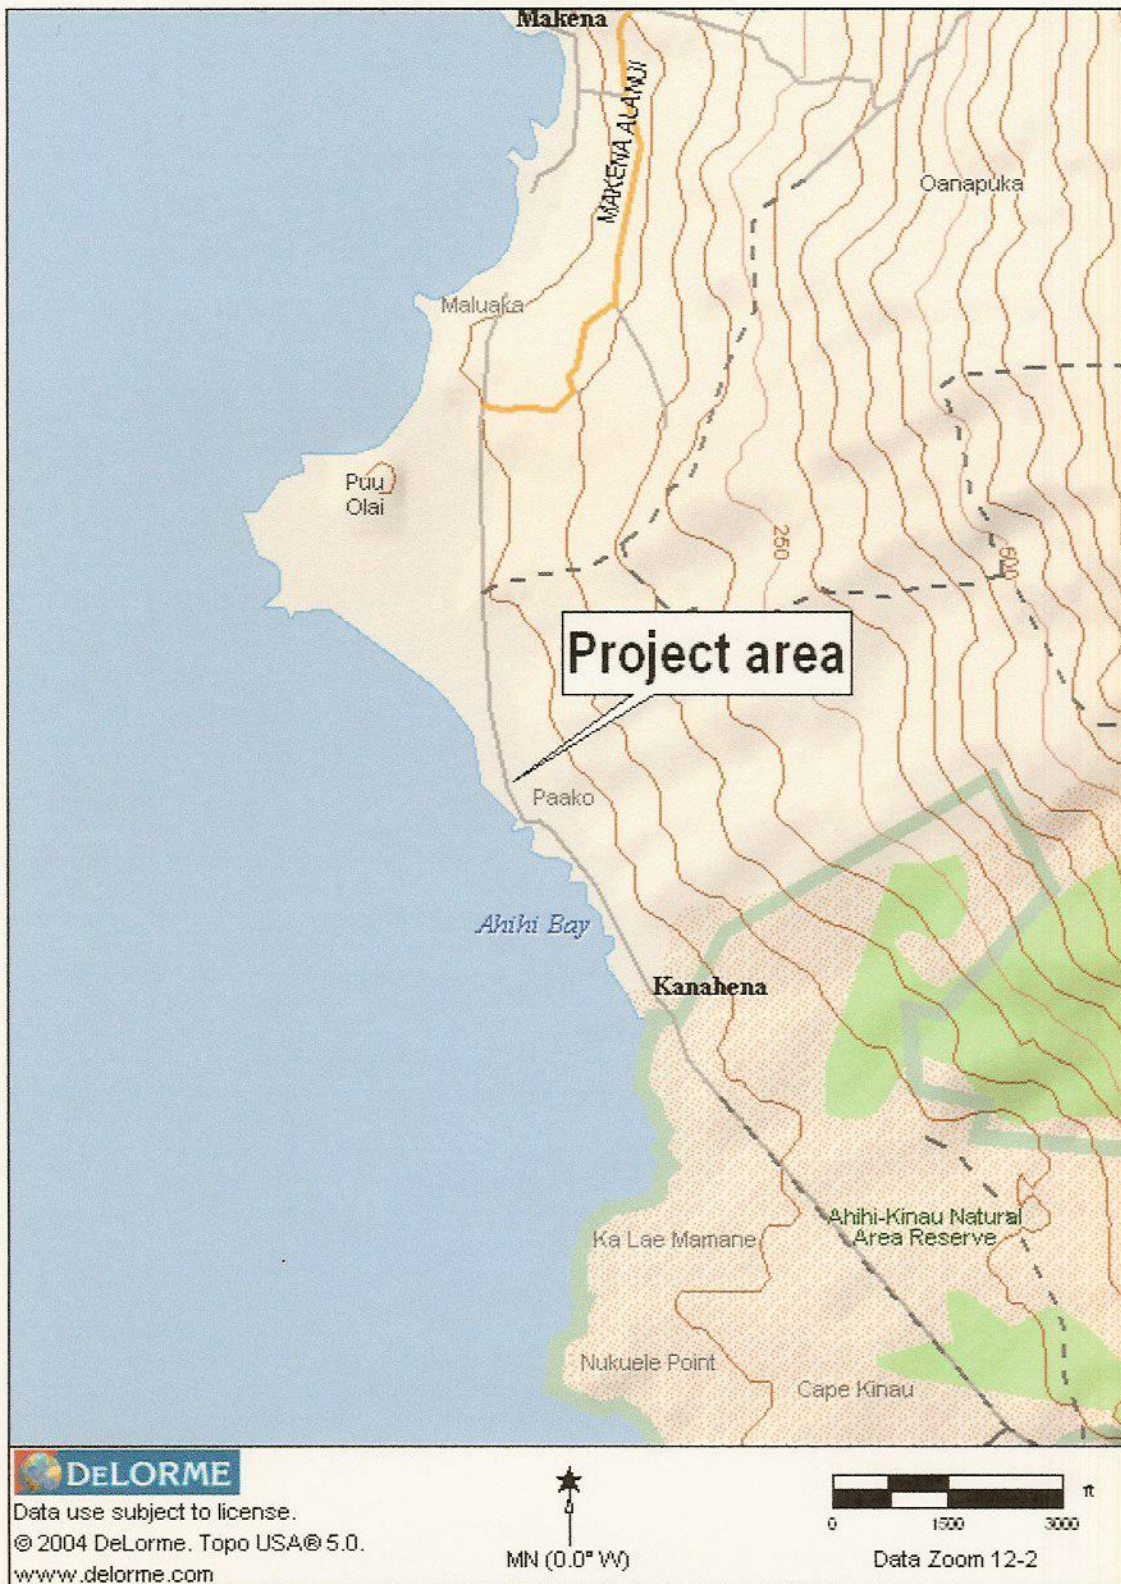 Makena
MAKENA ALANUI
Oanapuka
Maluaka
Puu
Olai
250
500
Project area
Paako
Ahihi Bay
Kanahena
Ahihi-Kinau Natural
Area Reserve
Ka Lae Mamane
Nukuele Point
Cape Kinau
DELORME
Data use subject to license.
© 2004 DeLorme. Topo USA® 5.0.
www.delorme.com
MN (0.0° W)
ft
0 1500 3000
Data Zoom 12-2